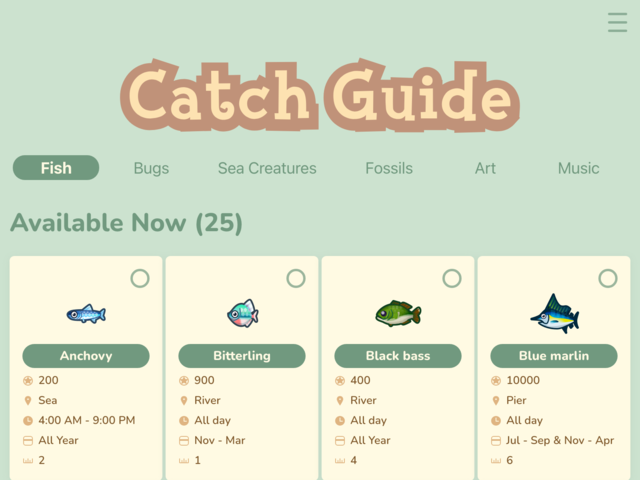 Catch Guide
Fish Bugs Sea Creatures Fossils Art Music
Available Now (25)
Anchovy
200
Sea
4:00 AM - 9:00 PM
All Year
2
Bitterling
900
River
All day
Nov - Mar
1
Black bass
400
River
All day
All Year
4
Blue marlin
10000
Pier
All day
Jul - Sep & Nov - Apr
6